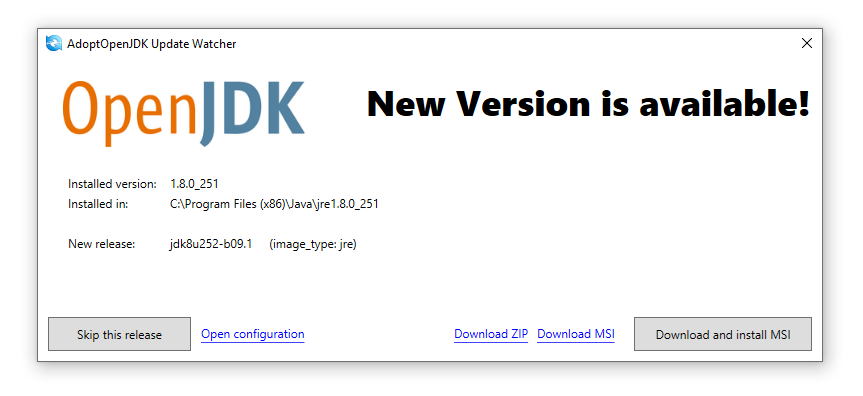 AdoptOpenJDK Update Watcher
OpenJDK
New Version is available!
Installed version: 1.8.0_251
Installed in: C:\Program Files (x86)\Java\jre1.8.0_251
New release: jdk8u252-b09.1 (image_type: jre)
Skip this release Open configuration Download ZIP Download MSI Download and install MSI